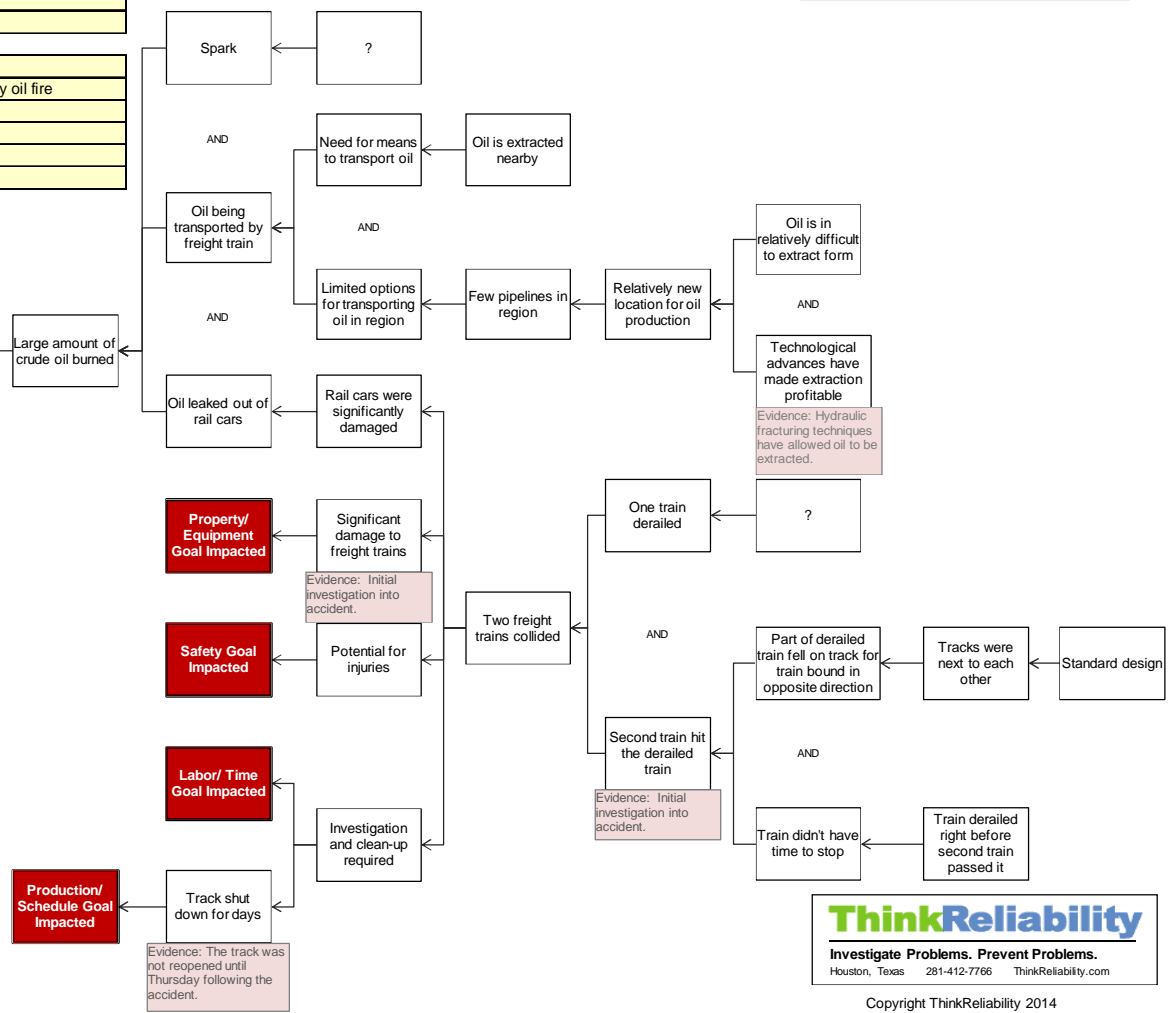 y oil fire
Spark
?
AND
Need for means
to transport oil
Oil is extracted
nearby
Oil being
transported by
freight train
AND
Oil is in
relatively difficult
to extract form
Limited options
for transporting
oil in region
Few pipelines in
region
Relatively new
location for oil
production
AND
AND
Large amount of
crude oil burned
Technological
advances have
made extraction
profitable
Evidence: Hydraulic
fracturing techniques
have allowed oil to be
extracted.
Oil leaked out of
rail cars
Rail cars were
significantly
damaged
Property/
Equipment
Goal Impacted
Significant
damage to
freight trains
Evidence:  Initial
investigation into
accident.
One train
derailed
?
Two freight
trains collided
AND
Safety Goal
Impacted
Potential for
injuries
Part of derailed
train fell on track for
train bound in
opposite direction
Tracks were
next to each
other
Standard design
Second train hit
the derailed
train
Evidence:  Initial
investigation into
accident.
AND
Labor/ Time
Goal Impacted
Investigation
and clean-up
required
Train didn't have
time to stop
Train derailed
right before
second train
passed it
Production/
Schedule Goal
Impacted
Track shut
down for days
Evidence: The track was
not reopened until
Thursday following the
accident.
ThinkReliability
Investigate Problems. Prevent Problems.
Houston, Texas 281-412-7766 ThinkReliability.com
Copyright ThinkReliability 2014